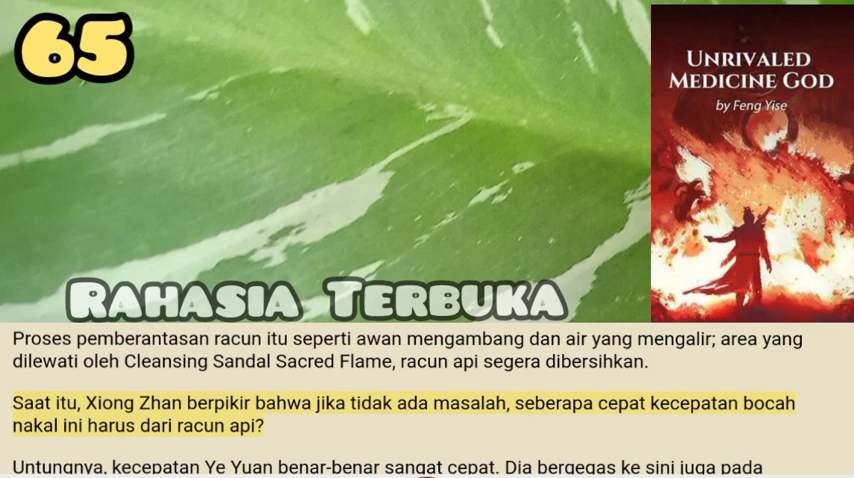 65
UNRIVALED
MEDICINE GOD
by Feng Yise
RAHASIA TERBUKA
Proses pemberantasan racun itu seperti awan mengambang dan air yang mengalir; area yang
dilewati oleh Cleansing Sandal Sacred Flame, racun api segera dibersihkan.
Saat itu, Xiong Zhan berpikir bahwa jika tidak ada masalah, seberapa cepat kecepatan bocah
nakal ini harus dari racun api?
Untungnya, kecepatan Ye Yuan benar-benar sangat cepat. Dia bergegas ke sini juga pada